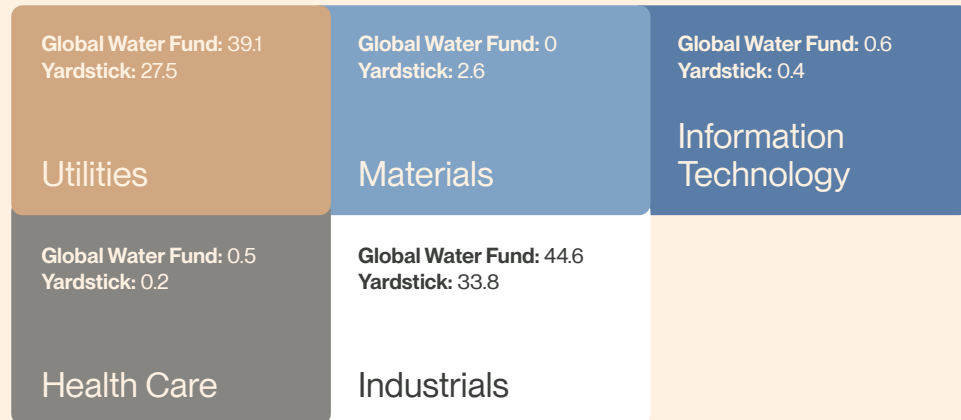 Global Water Fund: 39.1
Yardstick: 27.5
Utilities
Global Water Fund: 0
Yardstick: 2.6
Materials
Global Water Fund: 0.6
Yardstick: 0.4
Information
Technology
Global Water Fund: 0.5
Yardstick: 0.2
Health Care
Global Water Fund: 44.6
Yardstick: 33.8
Industrials